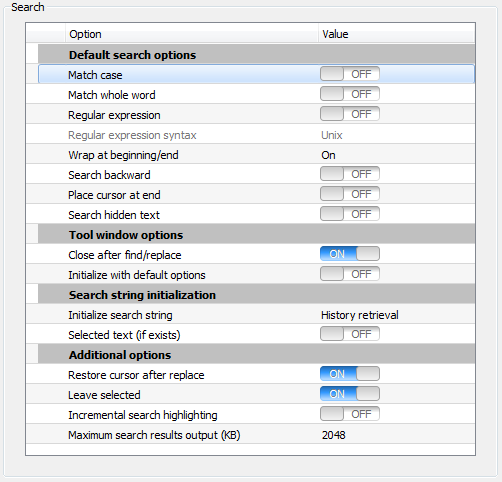 Search
Option Value
Default search options
Match case OFF
Match whole word OFF
Regular expression OFF
Regular expression syntax Unix
Wrap at beginning/end On
Search backward OFF
Place cursor at end OFF
Search hidden text OFF
Tool window options
Close after find/replace ON
Initialize with default options OFF
Search string initialization
Initialize search string History retrieval
Selected text (if exists) OFF
Additional options
Restore cursor after replace ON
Leave selected ON
Incremental search highlighting OFF
Maximum search results output (KB) 2048